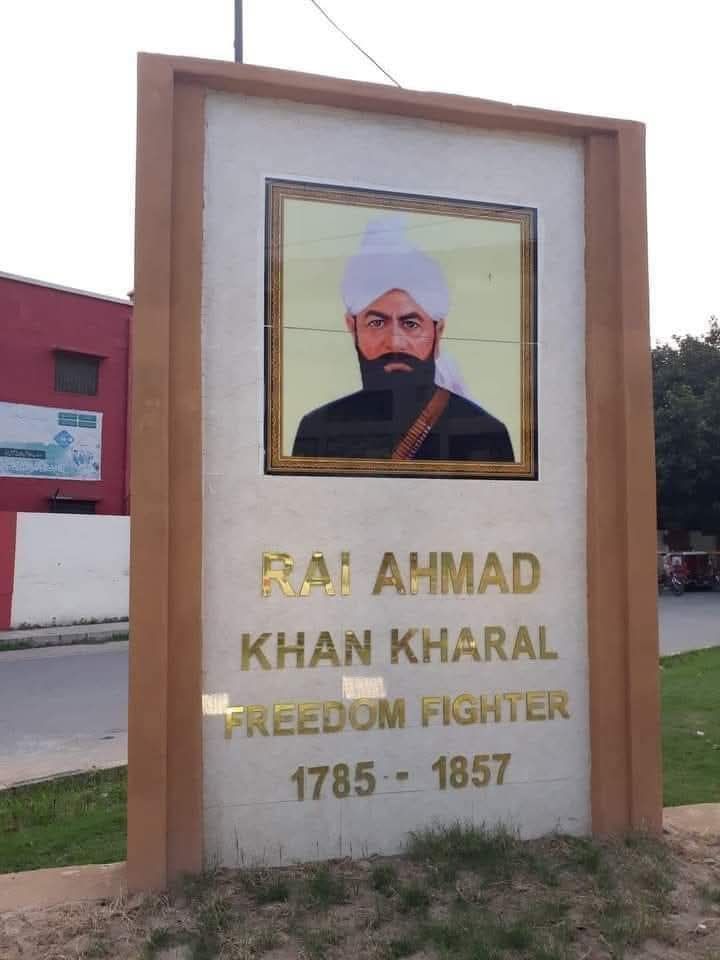 RAI AHMAD
KHAN KHARAL
FREEDOM FIGHTER
1785 - 1857